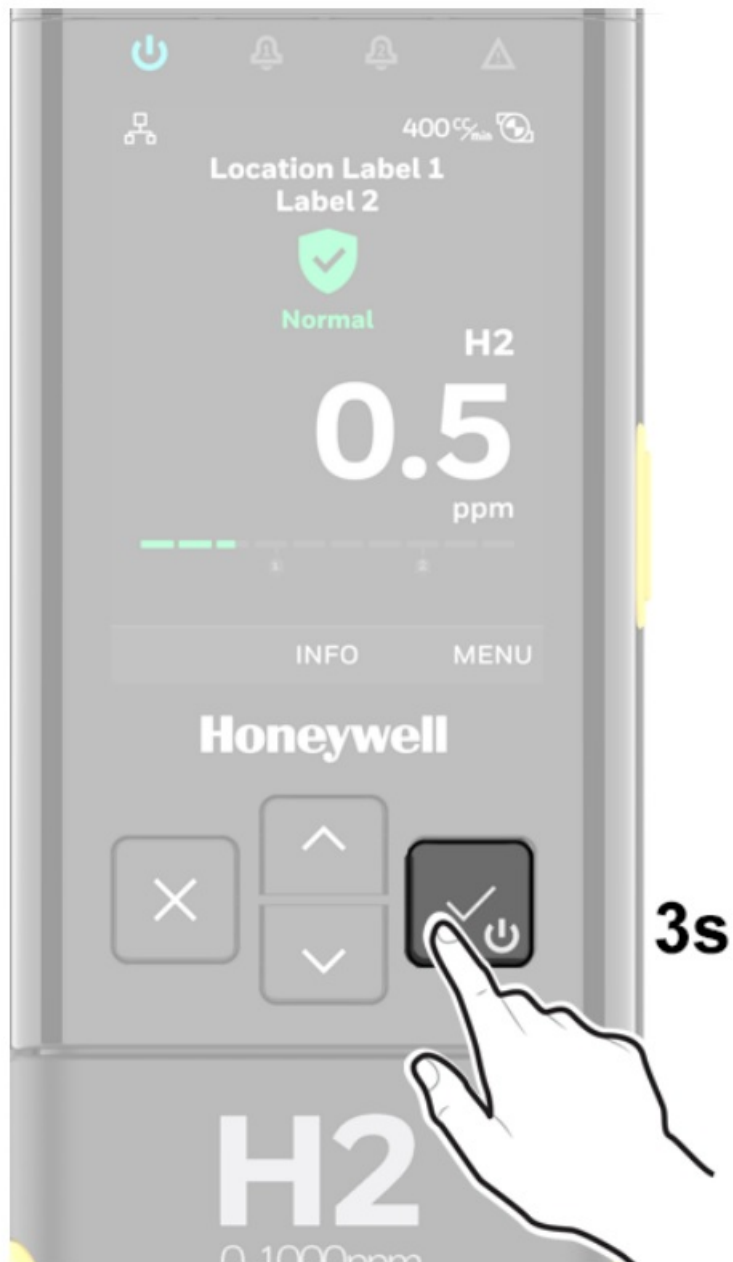 400 cc/min
Location Label 1
Label 2
Normal
H2
0.5
ppm
1 2
INFO MENU
Honeywell
3s
H2
0-1000ppm